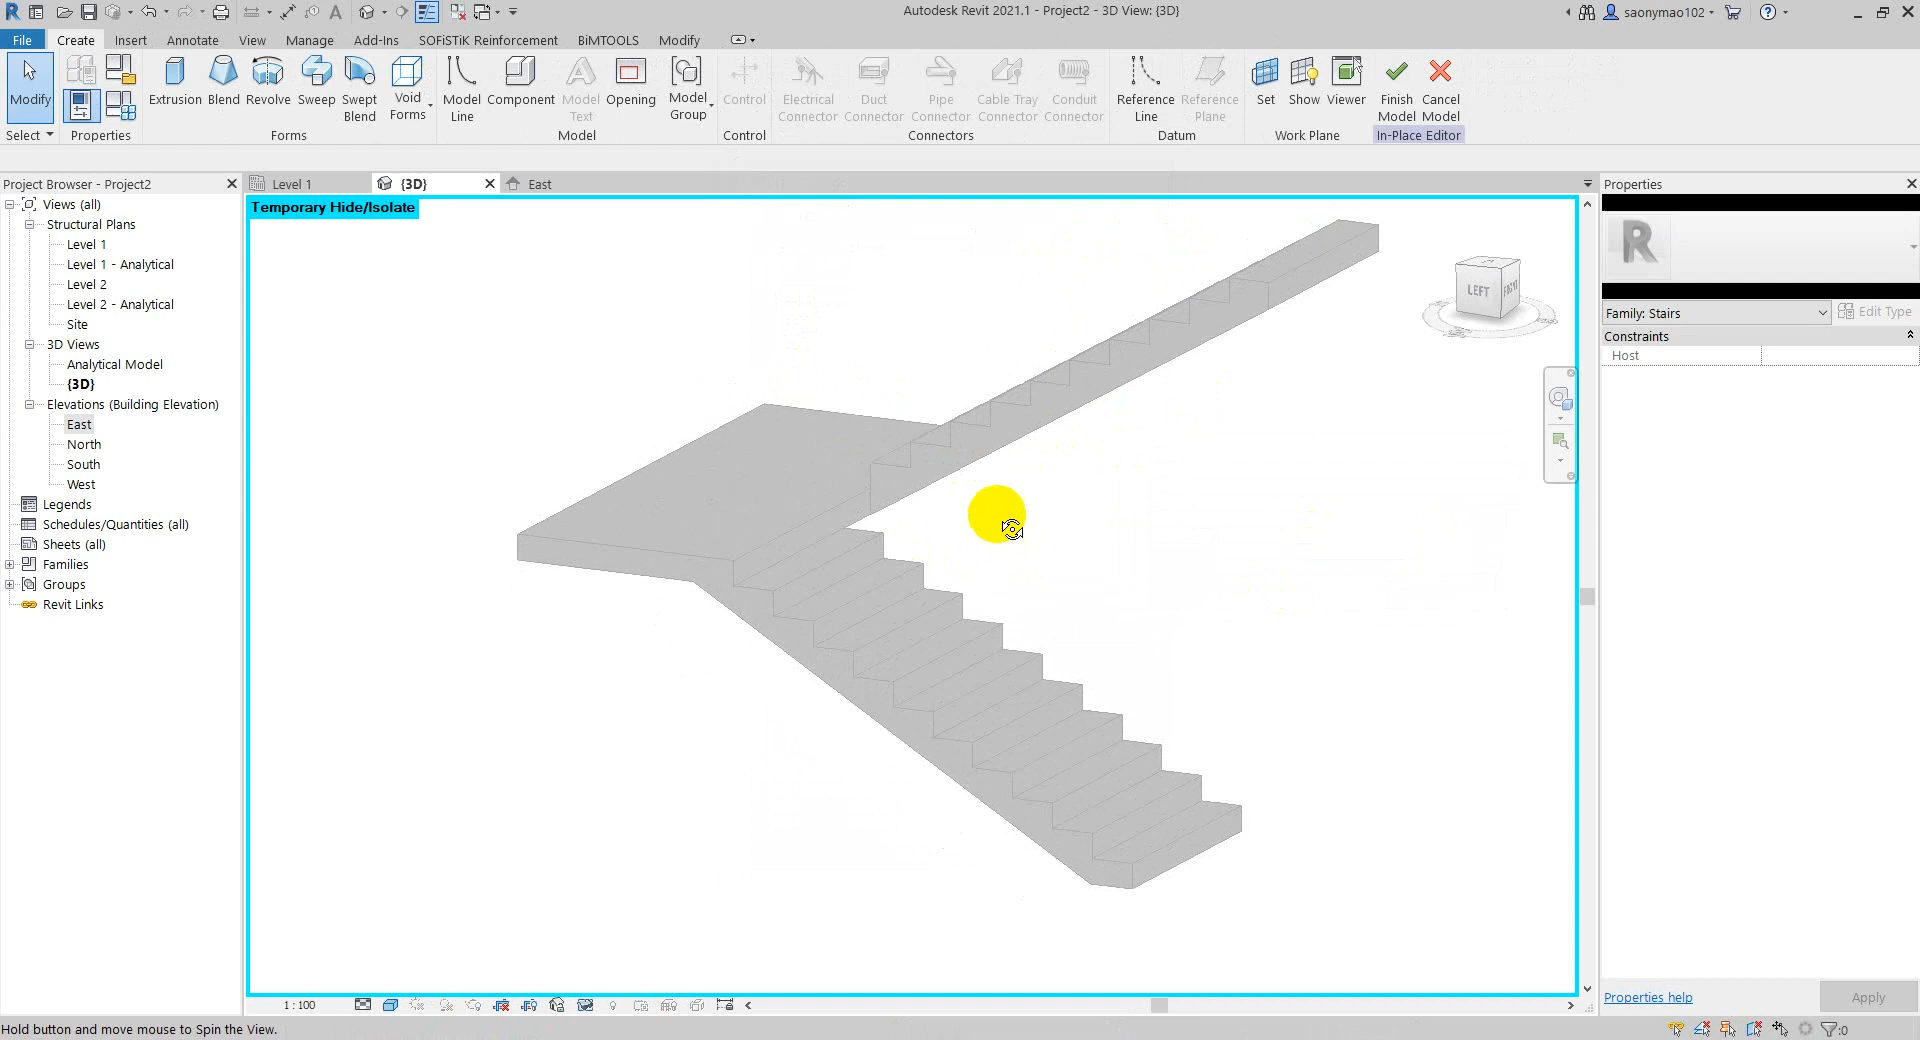 Autodesk Revit 2021.1 - Project2 - 3D View: {3D}
saonymao102
File Create Insert Annotate View Manage Add-Ins SOFiSTiK Reinforcement BiMTOOLS Modify
Modify
Extrusion Blend Revolve Sweep Swept Blend Void Forms
Model Line Component Model Text Opening Model Group
Control
Electrical Connector Duct Connector Pipe Connector Cable Tray Connector Conduit Connector
Reference Line Reference Plane
Set Show Viewer
Finish Model Cancel Model
Select Properties Forms Model Control Connectors Datum Work Plane In-Place Editor
Project Browser - Project2
Level 1 {3D} East
Properties
Views (all)
Structural Plans
Level 1
Level 1 - Analytical
Level 2
Level 2 - Analytical
Site
3D Views
Analytical Model
{3D}
Elevations (Building Elevation)
East
North
South
West
Legends
Schedules/Quantities (all)
Sheets (all)
Families
Groups
Revit Links
Temporary Hide/Isolate
LEFT
Family: Stairs
Edit Type
Constraints
Host
Properties help
Apply
1 : 100
Hold button and move mouse to Spin the View.
:0